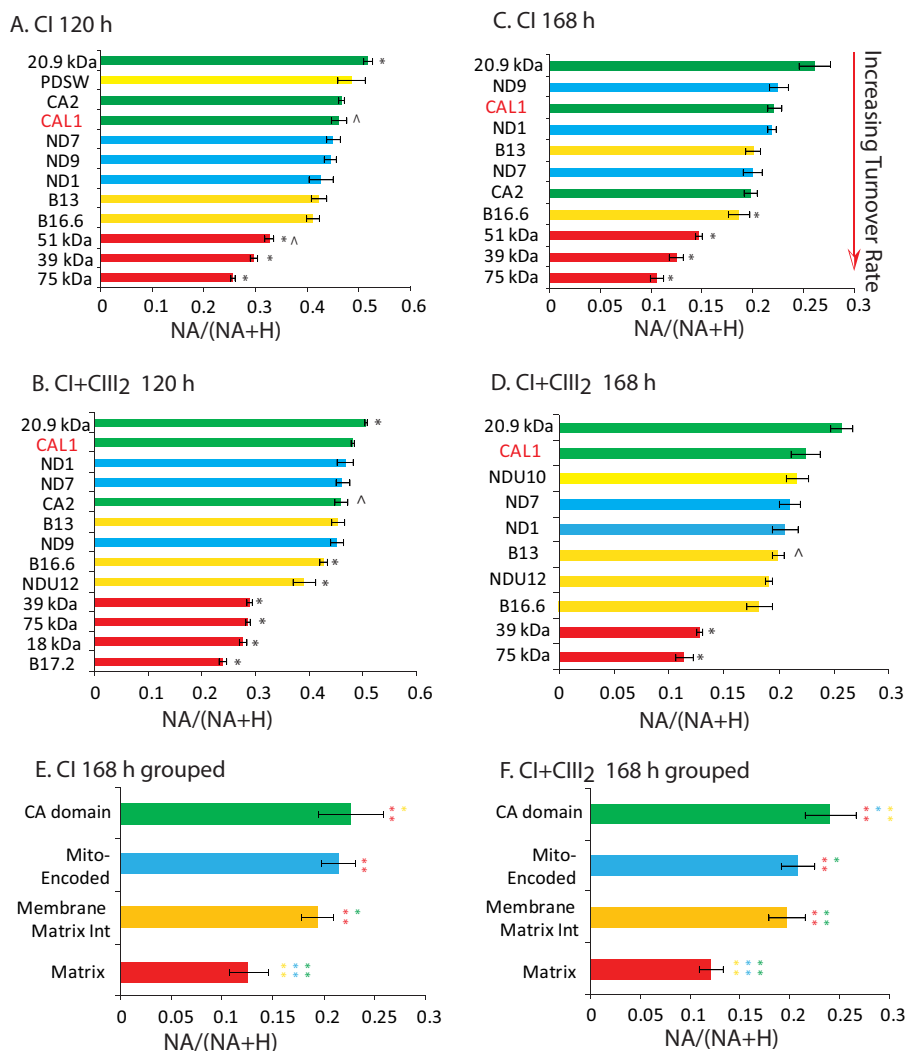 A. CI 120 h
20.9 kDa
*
PDSW
CA2
CAL1
^
ND7
ND9
ND1
B13
B16.6
51 kDa
* ^
39 kDa
*
75 kDa
*
0 0.1 0.2 0.3 0.4 0.5 0.6
NA/(NA+H)
C. CI 168 h
20.9 kDa
ND9
CAL1
ND1
B13
ND7
CA2
B16.6
*
51 kDa
*
39 kDa
*
75 kDa
*
0 0.1 0.15 0.2 0.25 0.3
NA/(NA+H)
Increasing Turnover Rate
B. CI+CIII2 120 h
20.9 kDa
*
CAL1
ND1
ND7
CA2
^
B13
ND9
B16.6
*
NDU12
*
39 kDa
*
75 kDa
*
18 kDa
*
B17.2
*
0 0.1 0.2 0.3 0.4 0.5 0.6
NA/(NA+H)
D. CI+CIII2 168 h
20.9 kDa
CAL1
NDU10
ND7
ND1
B13
^
NDU12
B16.6
39 kDa
*
75 kDa
*
0 0.1 0.15 0.2 0.25 0.3
NA/(NA+H)
E. CI 168 h grouped
CA domain
** *
Mito-
Encoded
**
Membrane
Matrix Int
** *
Matrix
** ** **
0 0.05 0.1 0.15 0.2 0.25 0.3
NA/(NA+H)
F. CI+CIII2 168 h grouped
CA domain
** * **
Mito-
Encoded
** *
Membrane
Matrix Int
** **
Matrix
** ** **
0 0.05 0.1 0.15 0.2 0.25 0.3
NA/(NA+H)